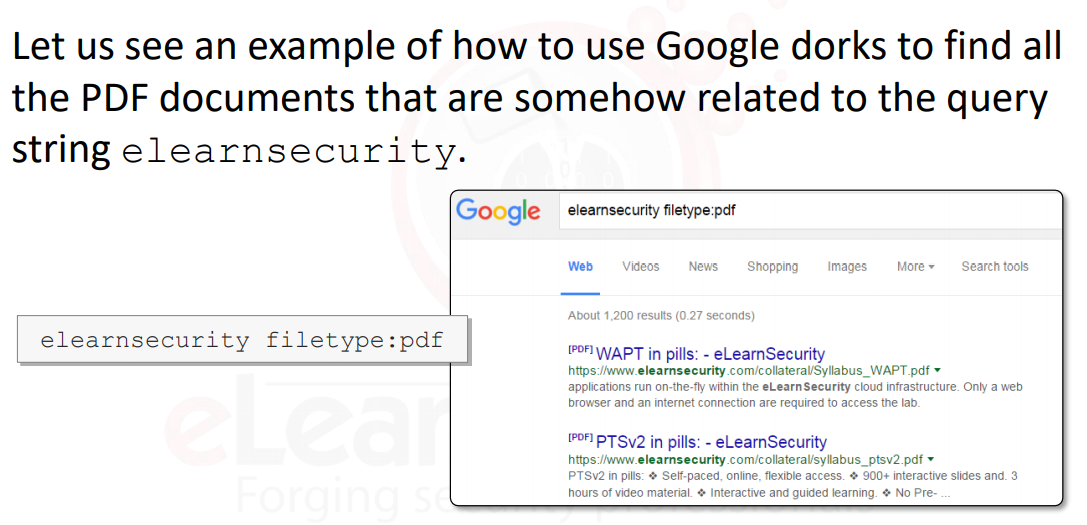 Let us see an example of how to use Google dorks to find all
the PDF documents that are somehow related to the query
string elearnsecurity.
Google elearnsecurity filetype:pdf
Web Videos News Shopping Images More Search tools
About 1,200 results (0.27 seconds)
elearnsecurity filetype:pdf
[PDF] WAPT in pills: - eLearnSecurity
https://www.elearnsecurity.com/collateral/Syllabus_WAPT.pdf
applications run on-the-fly within the eLearnSecurity cloud infrastructure. Only a web
browser and an internet connection are required to access the lab.
[PDF] PTSv2 in pills: - eLearnSecurity
https://www.elearnsecurity.com/collateral/syllabus_ptsv2.pdf
PTSv2 in pills: ❖ Self-paced, online, flexible access. ❖ 900+ interactive slides and. 3
hours of video material. ❖ Interactive and guided learning. ❖ No Pre- ...
eLear
Forging se